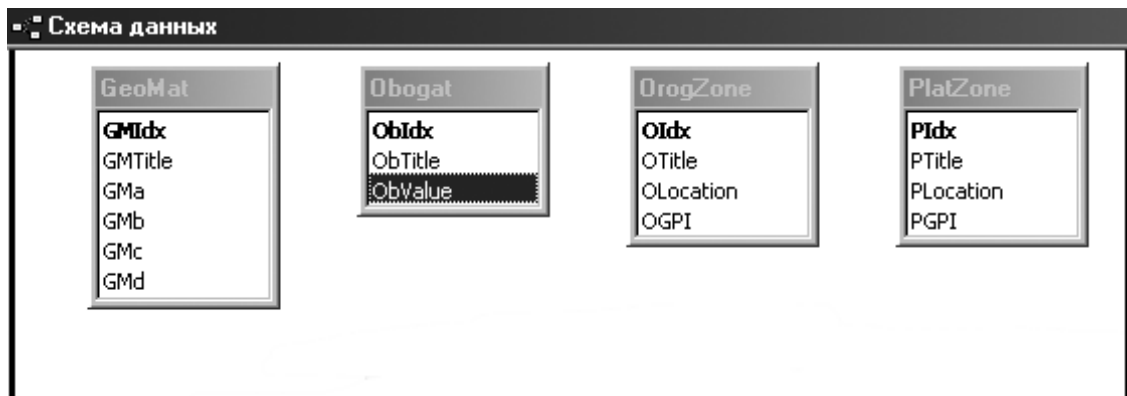 Схема данных
GeoMat
GMIdx
GMTitle
GMa
GMb
GMc
GMd
Obogat
ObIdx
ObTitle
ObValue
OrogZone
OIdx
OTitle
OLocation
OGPI
PlatZone
PIdx
PTitle
PLocation
PGPI